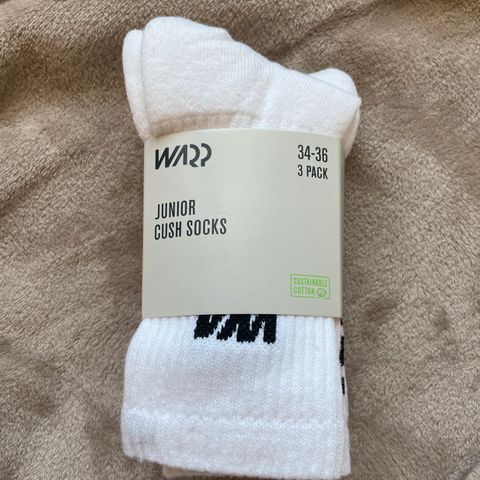 WARP
34-36
3 PACK
JUNIOR
CUSH SOCKS
SUSTAINABLE
COTTON